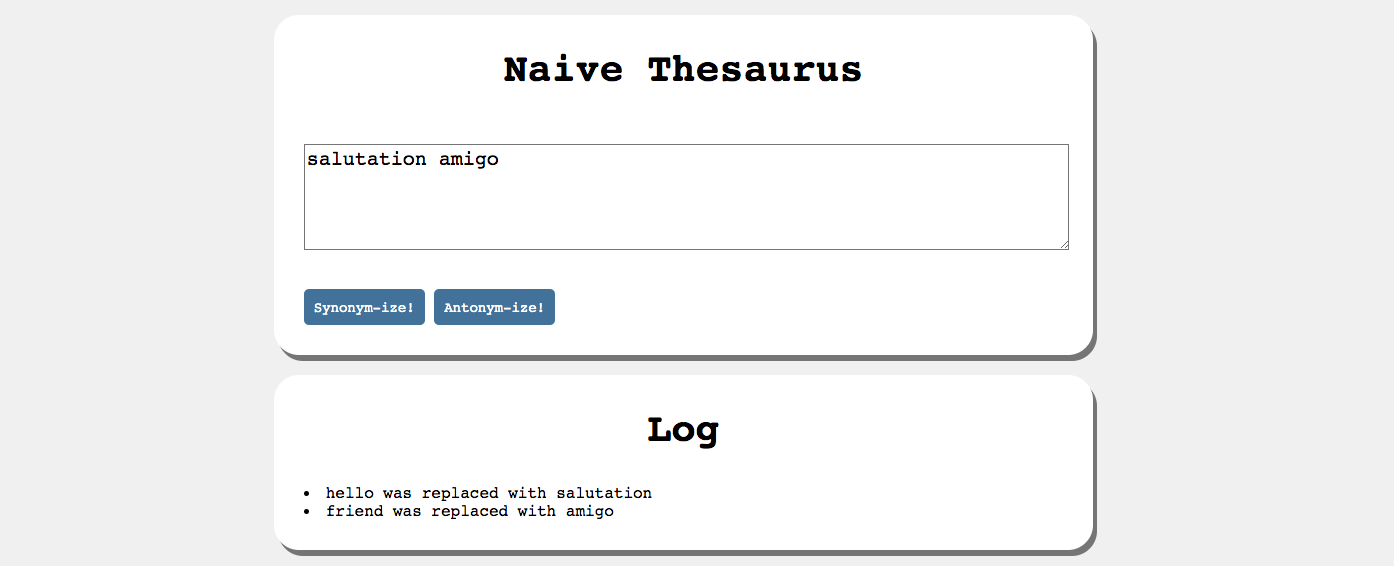 Naive Thesaurus
salutation amigo
Synonym-ize! Antonym-ize!
Log
hello was replaced with salutation
friend was replaced with amigo